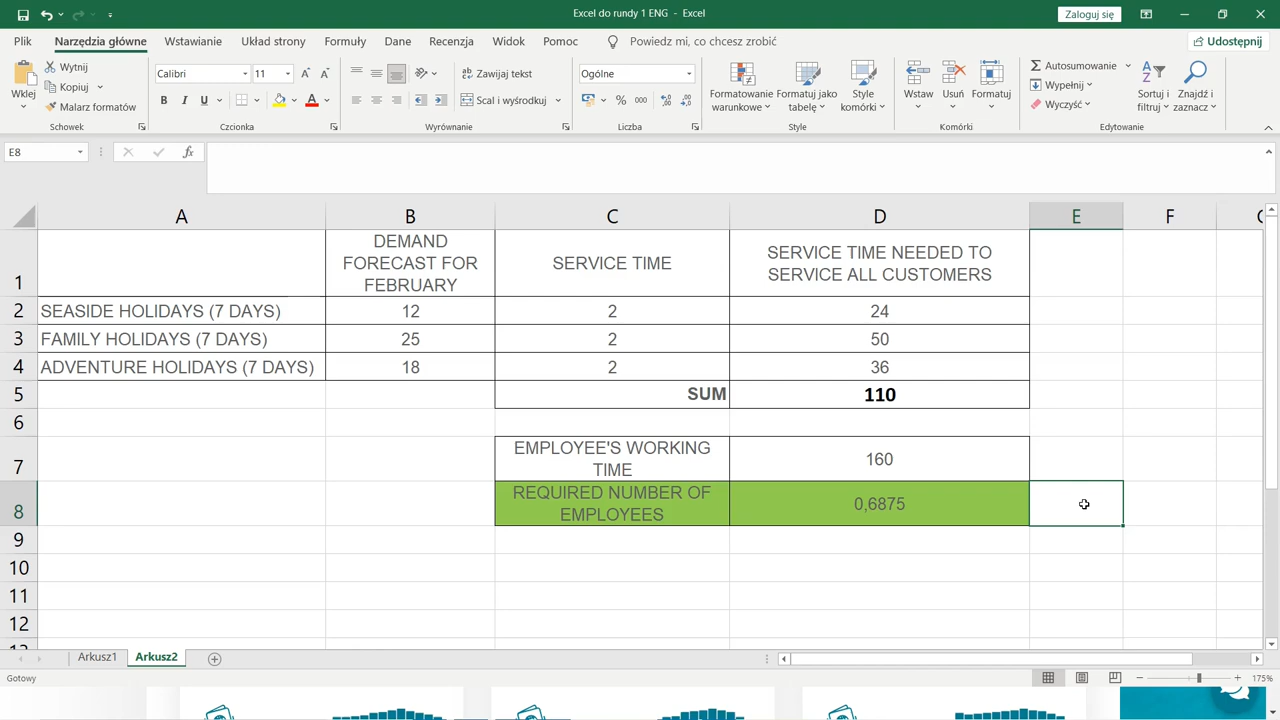 Excel do rundy 1 ENG - Excel
Zaloguj się
Plik Narzędzia główne Wstawianie Układ strony Formuły Dane Recenzja Widok Pomoc Powiedz mi, co chcesz zrobić Udostępnij
Wklej
Wytnij
Kopiuj
Malarz formatów
Schowek
Calibri 11
B I U
Czcionka
Zawijaj tekst
Scal i wyśrodkuj
Wyrównanie
Ogólne
% 000
Liczba
Formatowanie warunkowe
Formatuj jako tabelę
Style komórki
Style
Wstaw
Usuń
Formatuj
Komórki
Autosumowanie
Wypełnij
Wyczyść
Sortuj i filtruj
Znajdź i zaznacz
Edytowanie
E8 fx
A B C D E F
1 DEMAND FORECAST FOR FEBRUARY SERVICE TIME SERVICE TIME NEEDED TO SERVICE ALL CUSTOMERS
2 SEASIDE HOLIDAYS (7 DAYS) 12 2 24
3 FAMILY HOLIDAYS (7 DAYS) 25 2 50
4 ADVENTURE HOLIDAYS (7 DAYS) 18 2 36
5 SUM 110
6
7 EMPLOYEE'S WORKING TIME 160
8 REQUIRED NUMBER OF EMPLOYEES 0,6875
9
10
11
12
Arkusz1 Arkusz2
Gotowy 175%